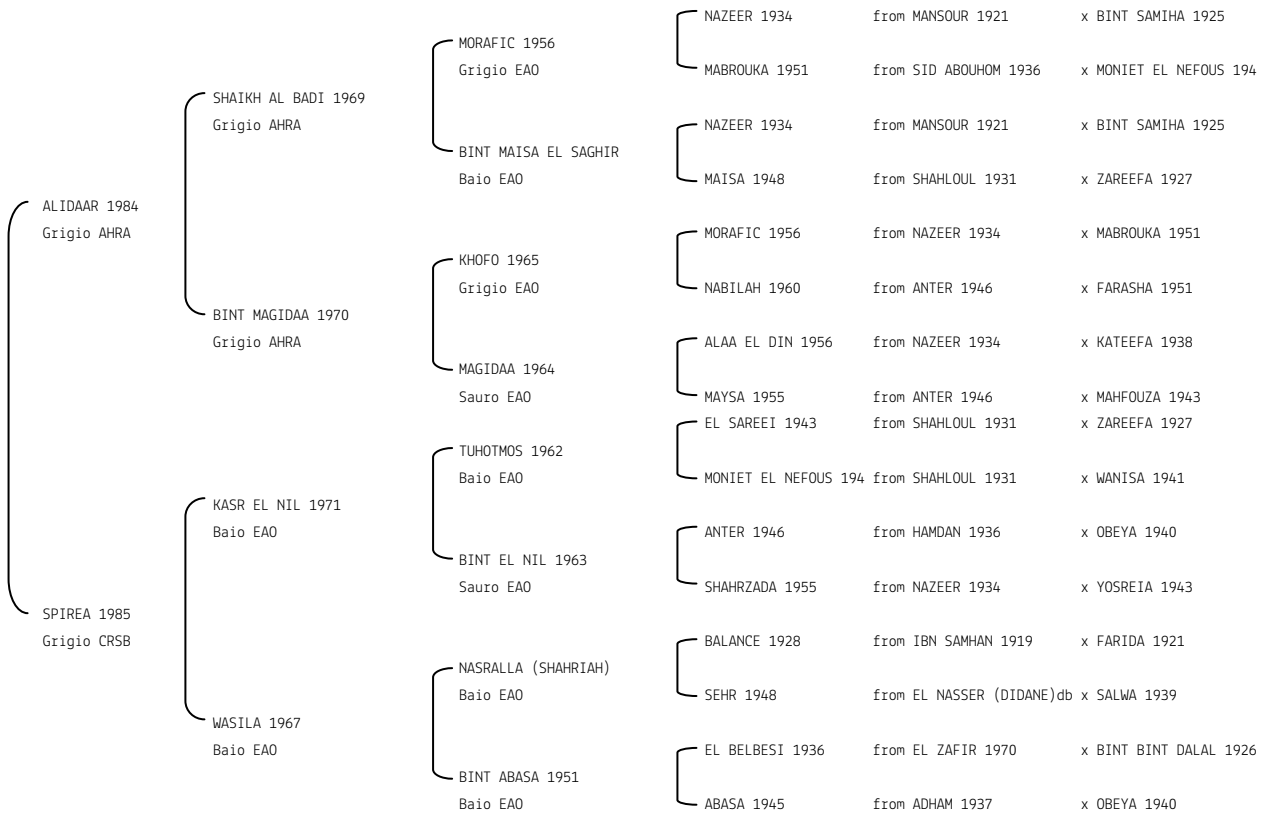 NAZEER 1934 from MANSOUR 1921 x BINT SAMIHA 1925
MORAFIC 1956
Grigio EAO
MABROUKA 1951 from SID ABOUHOM 1936 x MONIET EL NEFOUS 194
SHAIKH AL BADI 1969
Grigio AHRA
NAZEER 1934 from MANSOUR 1921 x BINT SAMIHA 1925
BINT MAISA EL SAGHIR
Baio EAO
MAISA 1948 from SHAHLOUL 1931 x ZAREEFA 1927
ALIDAAR 1984
Grigio AHRA
MORAFIC 1956 from NAZEER 1934 x MABROUKA 1951
KHOFO 1965
Grigio EAO
NABILAH 1960 from ANTER 1946 x FARASHA 1951
BINT MAGIDAA 1970
Grigio AHRA
ALAA EL DIN 1956 from NAZEER 1934 x KATEEFA 1938
MAGIDAA 1964
Sauro EAO
MAYSA 1955 from ANTER 1946 x MAHFOUZA 1943
EL SAREEI 1943 from SHAHLOUL 1931 x ZAREEFA 1927
TUHOTMOS 1962
Baio EAO
MONIET EL NEFOUS 194 from SHAHLOUL 1931 x WANISA 1941
KASR EL NIL 1971
Baio EAO
ANTER 1946 from HAMDAN 1936 x OBEYA 1940
BINT EL NIL 1963
Sauro EAO
SHAHRZADA 1955 from NAZEER 1934 x YOSREIA 1943
SPIREA 1985
Grigio CRSB
BALANCE 1928 from IBN SAMHAN 1919 x FARIDA 1921
NASRALLA (SHAHRIAH)
Baio EAO
SEHR 1948 from EL NASSER (DIDANE)db x SALWA 1939
WASILA 1967
Baio EAO
EL BELBESI 1936 from EL ZAFIR 1970 x BINT BINT DALAL 1926
BINT ABASA 1951
Baio EAO
ABASA 1945 from ADHAM 1937 x OBEYA 1940